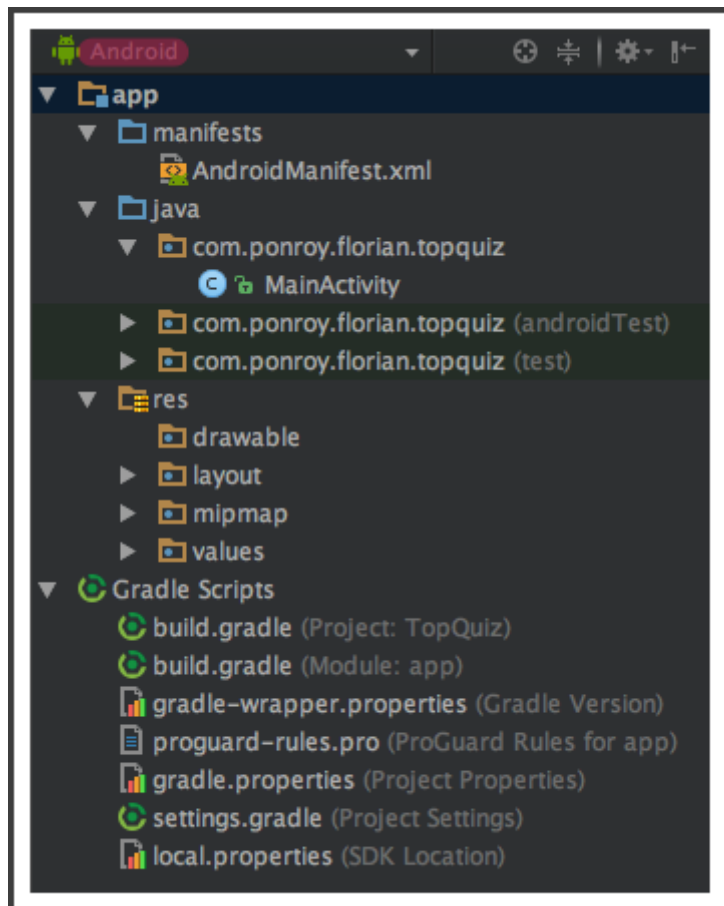 Android
app
manifests
AndroidManifest.xml
java
com.ponroy.florian.topquiz
C MainActivity
com.ponroy.florian.topquiz (androidTest)
com.ponroy.florian.topquiz (test)
res
drawable
layout
mipmap
values
Gradle Scripts
build.gradle (Project: TopQuiz)
build.gradle (Module: app)
gradle-wrapper.properties (Gradle Version)
proguard-rules.pro (ProGuard Rules for app)
gradle.properties (Project Properties)
settings.gradle (Project Settings)
local.properties (SDK Location)